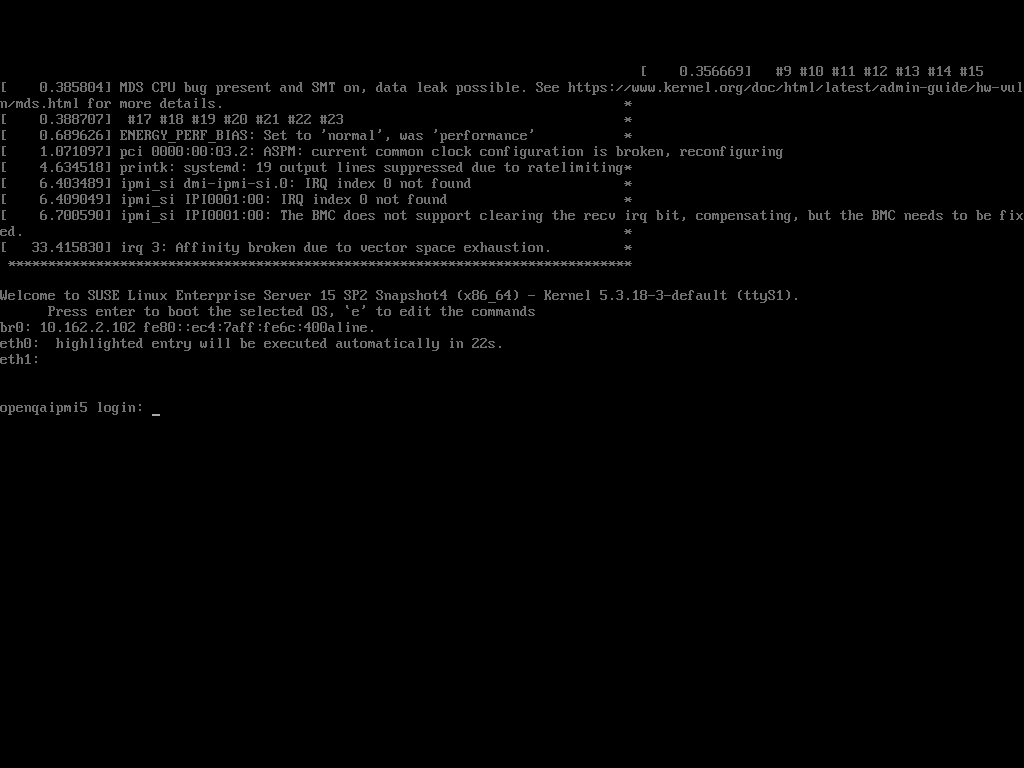 [    0.356669]   #9 #10 #11 #12 #13 #14 #15
[    0.385804] MDS CPU bug present and SMT on, data leak possible. See https://www.kernel.org/doc/html/latest/admin-guide/hw-vul
n/mds.html for more details.                                                  *
[    0.388707]  #17 #18 #19 #20 #21 #22 #23                                   *
[    0.689626] ENERGY_PERF_BIAS: Set to 'normal', was 'performance'           *
[    1.071097] pci 0000:00:03.2: ASPM: current common clock configuration is broken, reconfiguring
[    4.634518] printk: systemd: 19 output lines suppressed due to ratelimiting*
[    6.403489] ipmi_si dmi-ipmi-si.0: IRQ index 0 not found                   *
[    6.409049] ipmi_si IPI0001:00: IRQ index 0 not found                      *
[    6.700590] ipmi_si IPI0001:00: The BMC does not support clearing the recv irq bit, compensating, but the BMC needs to be fix
ed.                                                                           *
[   33.415830] irq 3: Affinity broken due to vector space exhaustion.         *
 ******************************************************************************
Welcome to SUSE Linux Enterprise Server 15 SP2 Snapshot4 (x86_64) - Kernel 5.3.18-3-default (ttyS1).
      Press enter to boot the selected OS, `e' to edit the commands
br0: 10.162.2.102 fe80::ec4:7aff:fe6c:400aline.
eth0:  highlighted entry will be executed automatically in 22s.
eth1:
openqaipmi5 login: _